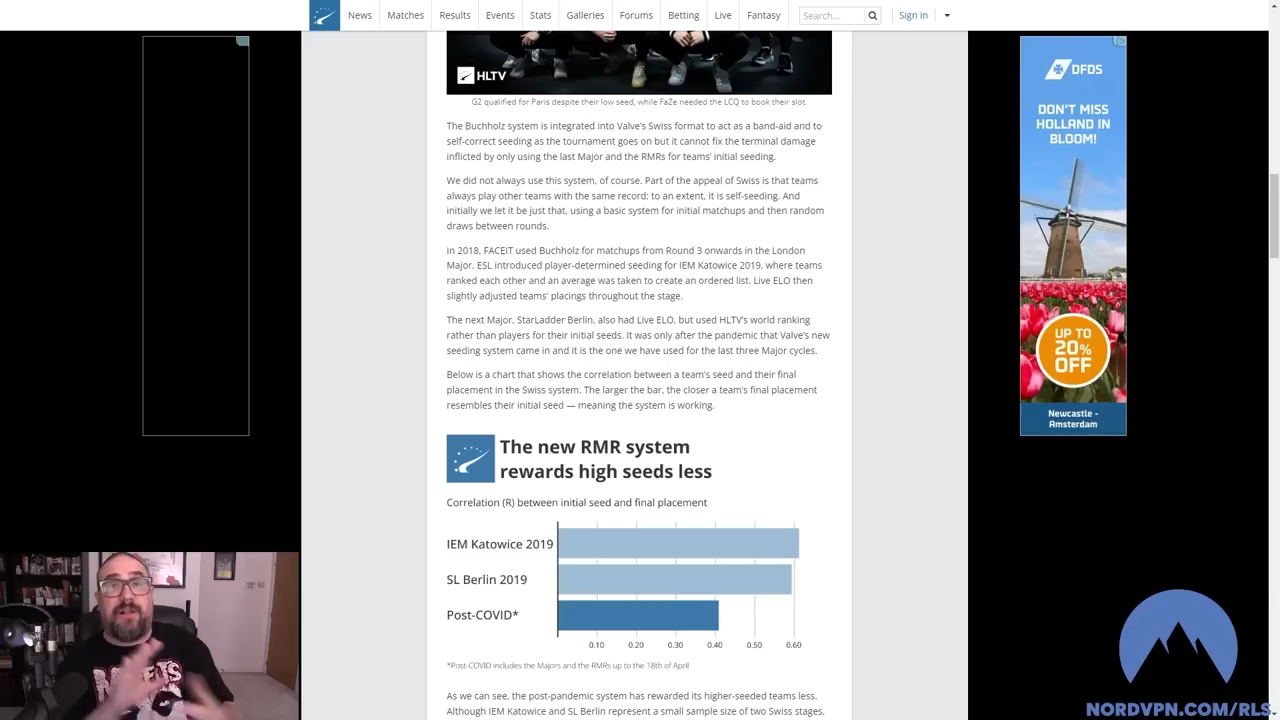 News
Matches
Results
Events
Stats
Galleries
Forums
Betting
Live
Fantasy
Search...
Sign in
HLTV
G2 qualified for Paris despite their low seed, while FaZe needed the LCQ to book their slot.
The Buchholz system is integrated into Valve's Swiss format to act as a band-aid and to
self-correct seeding as the tournament goes on but it cannot fix the terminal damage
inflicted by only using the last Major and the RMRs for teams' initial seeding.
We did not always use this system, of course. Part of the appeal of Swiss is that teams
always play other teams with the same record; to an extent, it is self-seeding. And
initially we let it be just that, using a basic system for initial matchups and then random
draws between rounds.
In 2018, FACEIT used Buchholz for matchups from Round 3 onwards in the London
Major. ESL introduced player-determined seeding for IEM Katowice 2019, where teams
ranked each other and an average was taken to create an ordered list. Live ELO then
slightly adjusted teams' placings throughout the stage.
The next Major, StarLadder Berlin, also had Live ELO, but used HLTV's world ranking
rather than players for their initial seeds. It was only after the pandemic that Valve's new
seeding system came in and it is the one we have used for the last three Major cycles.
Below is a chart that shows the correlation between a team's seed and their final
placement in the Swiss system. The larger the bar, the closer a team's final placement
resembles their initial seed — meaning the system is working.
The new RMR system
rewards high seeds less
Correlation (R) between initial seed and final placement
IEM Katowice 2019
SL Berlin 2019
Post-COVID*
0.10 0.20 0.30 0.40 0.50 0.60
*Post-COVID includes the Majors and the RMRs up to the 18th of April
As we can see, the post-pandemic system has rewarded its higher-seeded teams less.
Although IEM Katowice and SL Berlin represent a small sample size of two Swiss stages,
DFDS
DON'T MISS
HOLLAND IN
BLOOM!
UP TO
20%
OFF
Newcastle -
Amsterdam
NORDVPN.COM/RLS